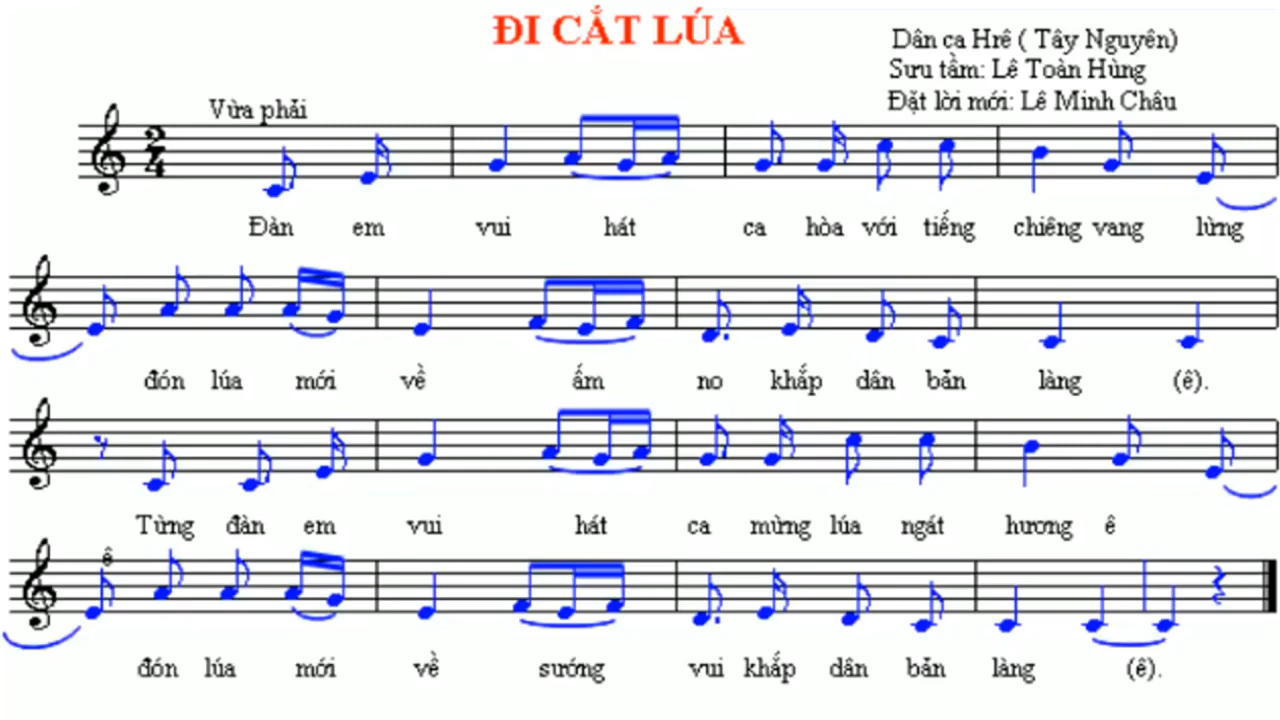 ĐI CẮT LÚA
Dân ca Hrê ( Tây Nguyên)
Sưu tầm: Lê Toàn Hùng
Đặt lời mới: Lê Minh Châu
Vừa phải
2
4
Đàn em vui hát ca hòa với tiếng chiêng vang lừng
đón lúa mới về ấm no khắp dân bản làng (ê).
Từng đàn em vui hát ca mừng lúa ngát hương ê
ê
đón lúa mới về sướng vui khắp dân bản làng (ê).